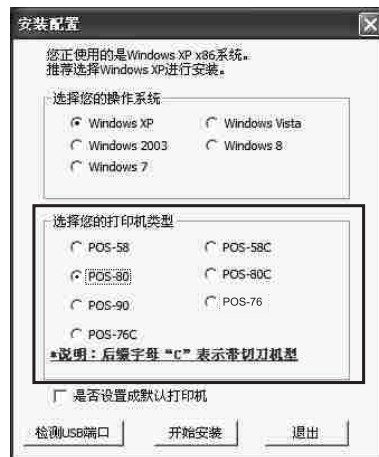 安装配置
您正使用的是Windows XP x86系统。
推荐选择Windows XP进行安装。
选择您的操作系统
Windows XP Windows Vista
Windows 2003 Windows 8
Windows 7
选择您的打印机类型
POS-58 POS-58C
POS-80 POS-80C
POS-90 POS-76
POS-76C
*说明：后缀字母“C”表示带切刀机型
是否设置成默认打印机
检测USB端口 开始安装 退出